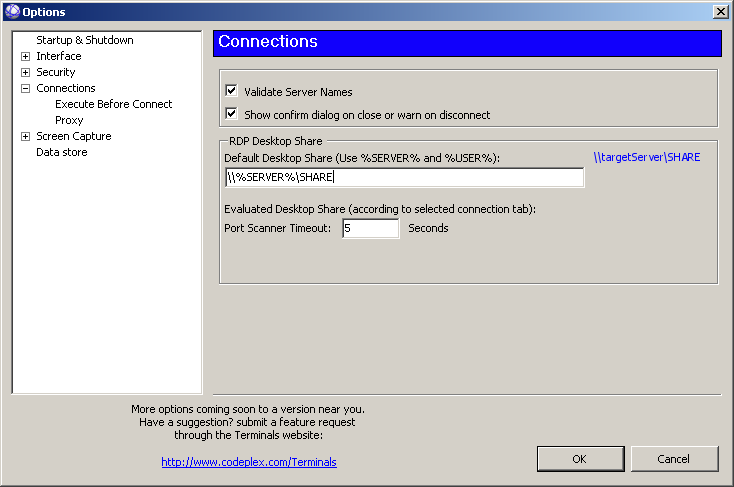 Options
Startup & Shutdown
Interface
Security
Connections
Execute Before Connect
Proxy
Screen Capture
Data store
Connections
Validate Server Names
Show confirm dialog on close or warn on disconnect
RDP Desktop Share
Default Desktop Share (Use %SERVER% and %USER%):
\\targetServer\SHARE
\\%SERVER%\SHARE
Evaluated Desktop Share (according to selected connection tab):
Port Scanner Timeout: 5 Seconds
More options coming soon to a version near you.
Have a suggestion? submit a feature request
through the Terminals website:
http://www.codeplex.com/Terminals
OK Cancel